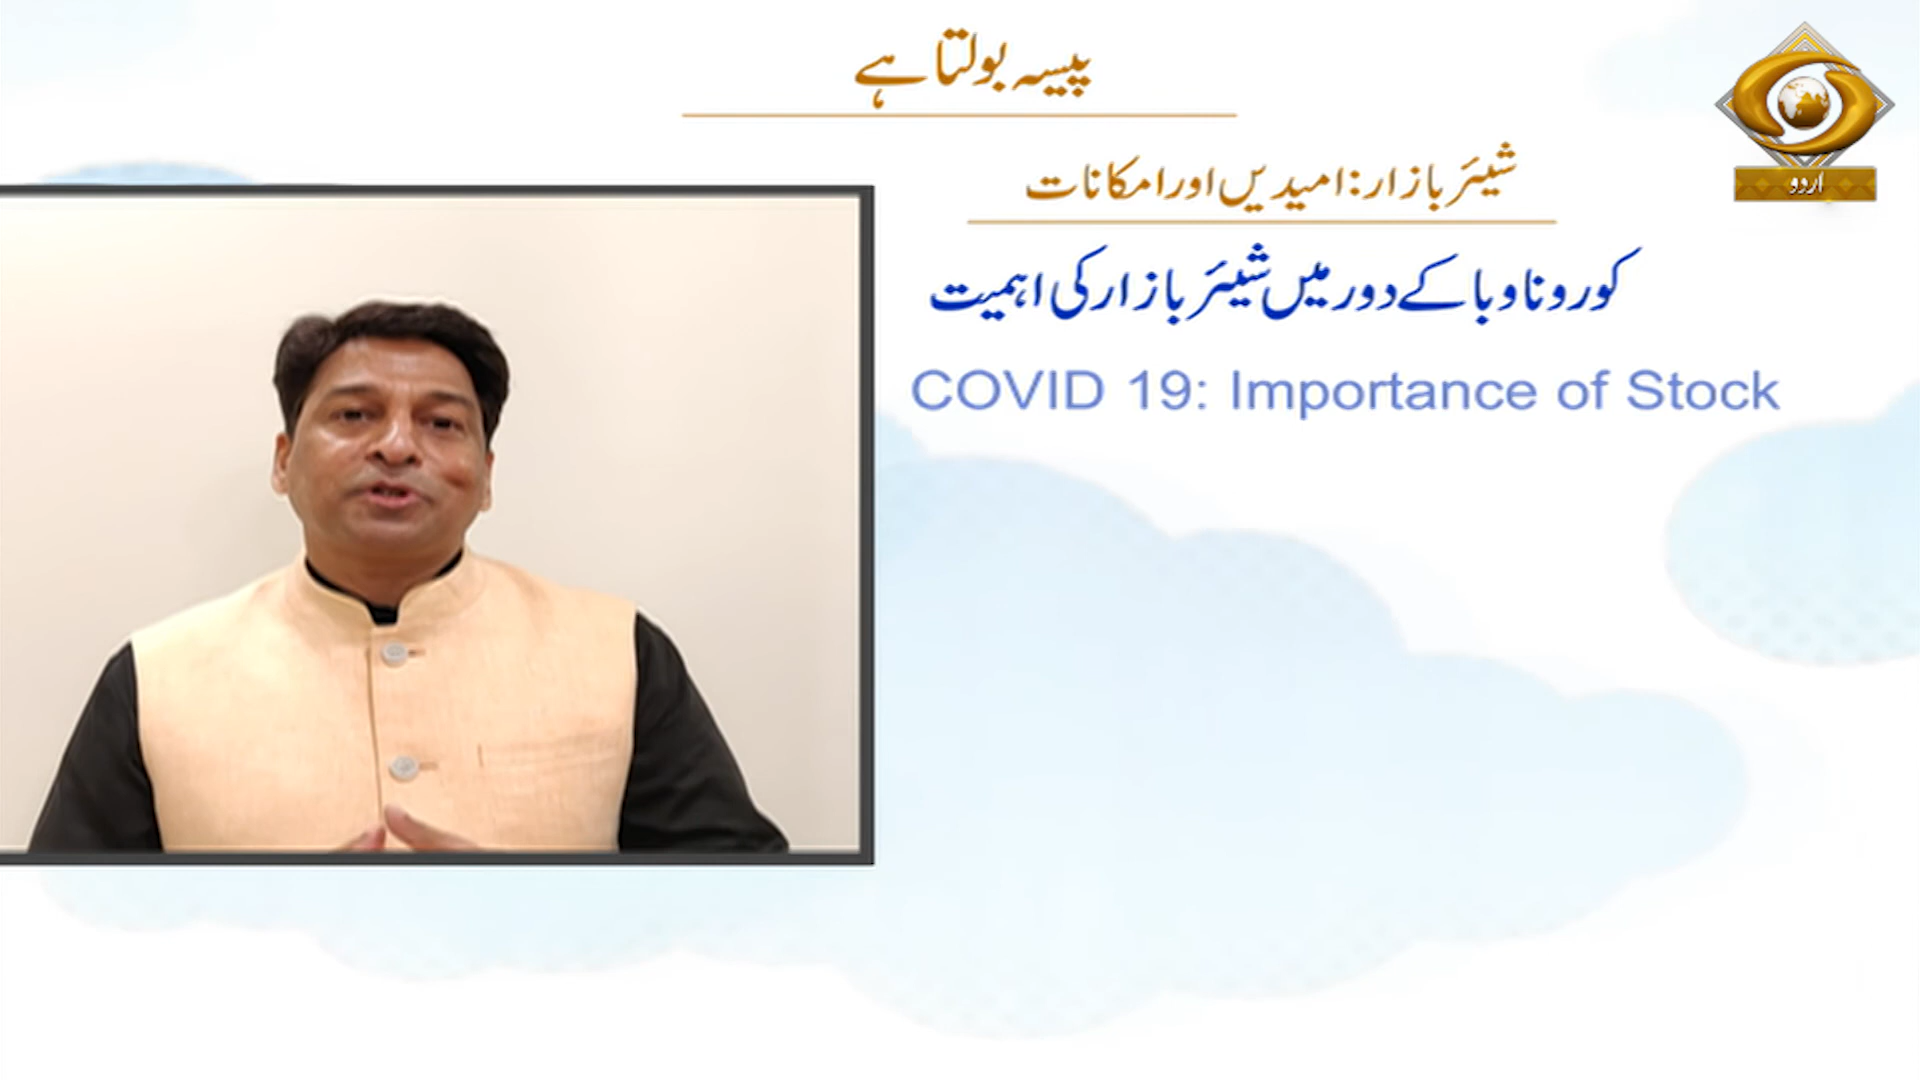 پیسہ بولتا ہے
شیئر بازار: امیدیں اور امکانات
کورونا وبا کے دور میں شیئر بازار کی اہمیت
COVID 19: Importance of Stock
اردو